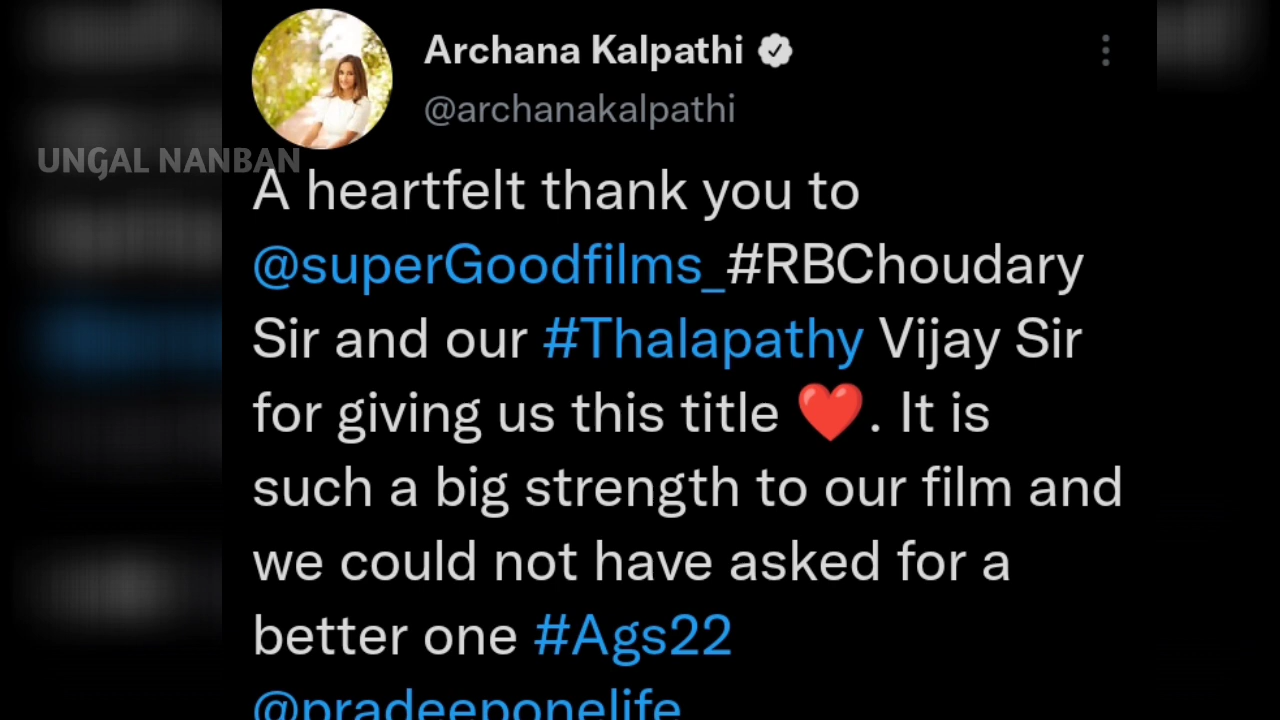 Archana Kalpathi
@archanakalpathi
UNGAL NANBAN
A heartfelt thank you to
@superGoodfilms_#RBChoudary
Sir and our #Thalapathy Vijay Sir
for giving us this title ❤️. It is
such a big strength to our film and
we could not have asked for a
better one #Ags22
@pradeeponelife